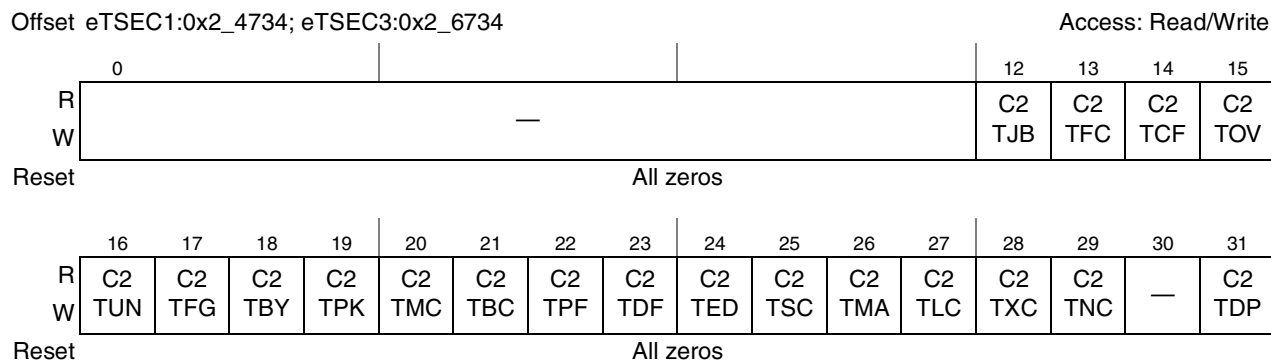 Offset eTSEC1:0x2_4734; eTSEC3:0x2_6734 Access: Read/Write
0 12 13 14 15
R C2 C2 C2 C2
W — TJB TFC TCF TOV
Reset All zeros
16 17 18 19 20 21 22 23 24 25 26 27 28 29 30 31
R C2 C2 C2 C2 C2 C2 C2 C2 C2 C2 C2 C2 C2 C2 — C2
W TUN TFG TBY TPK TMC TBC TPF TDF TED TSC TMA TLC TXC TNC TDP
Reset All zeros